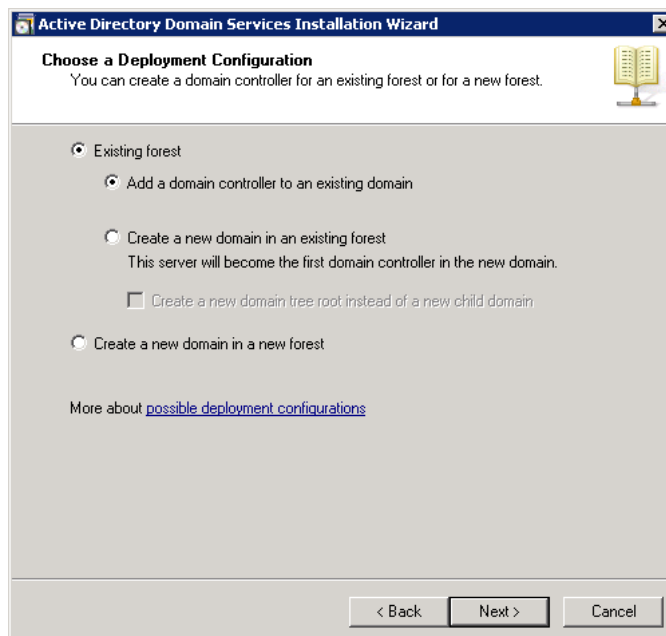 Active Directory Domain Services Installation Wizard
Choose a Deployment Configuration
You can create a domain controller for an existing forest or for a new forest.
Existing forest
Add a domain controller to an existing domain
Create a new domain in an existing forest
This server will become the first domain controller in the new domain.
Create a new domain tree root instead of a new child domain
Create a new domain in a new forest
More about possible deployment configurations
< Back Next > Cancel